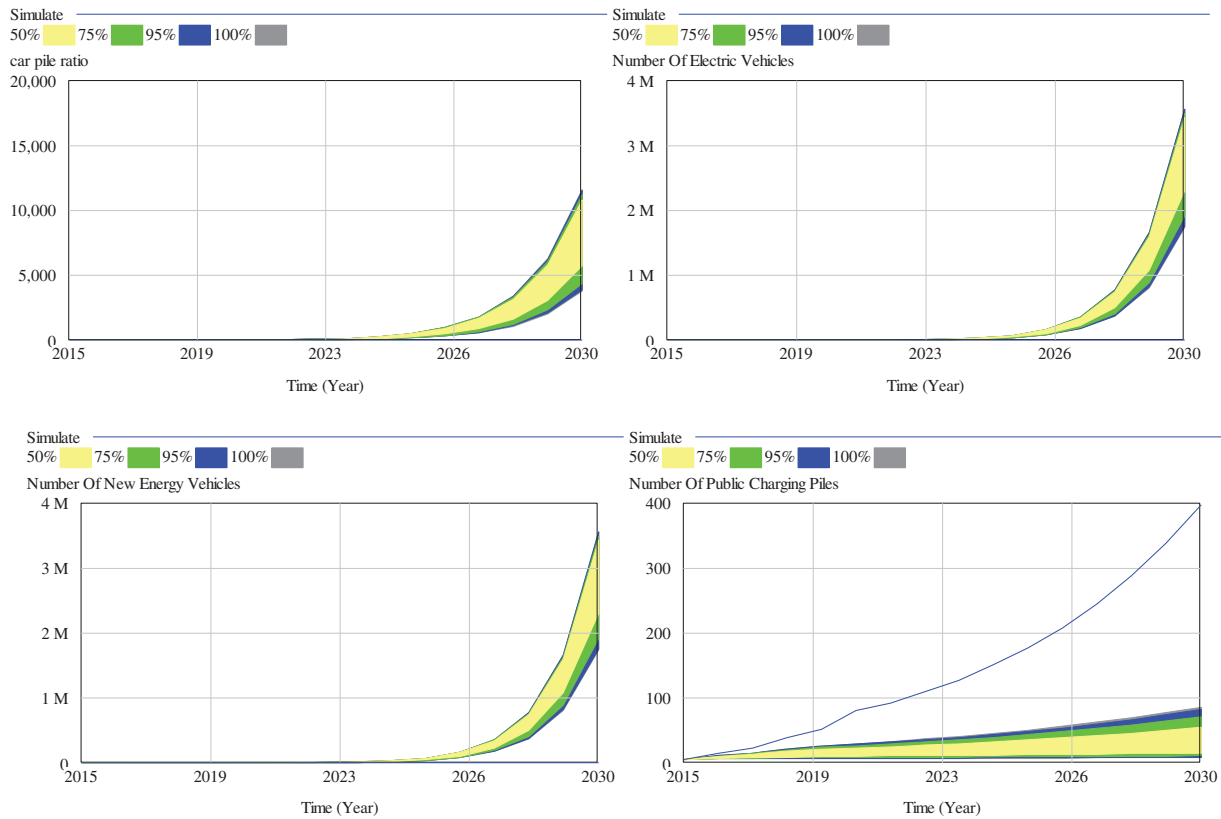 Simulate
50% 75% 95% 100%
car pile ratio
20,000
15,000
10,000
5,000
0
2015 2019 2023 2026 2030
Time (Year)
Simulate
50% 75% 95% 100%
Number Of Electric Vehicles
4 M
3 M
2 M
1 M
0
2015 2019 2023 2026 2030
Time (Year)
Simulate
50% 75% 95% 100%
Number Of New Energy Vehicles
4 M
3 M
2 M
1 M
0
2015 2019 2023 2026 2030
Time (Year)
Simulate
50% 75% 95% 100%
Number Of Public Charging Piles
400
300
200
100
0
2015 2019 2023 2026 2030
Time (Year)